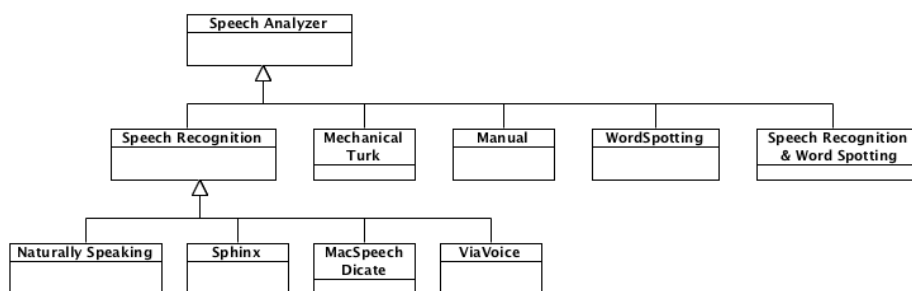 Speech Analyzer
Speech Recognition
Mechanical
Turk
Manual
WordSpotting
Speech Recognition
& Word Spotting
Naturally Speaking
Sphinx
MacSpeech
Dicate
ViaVoice